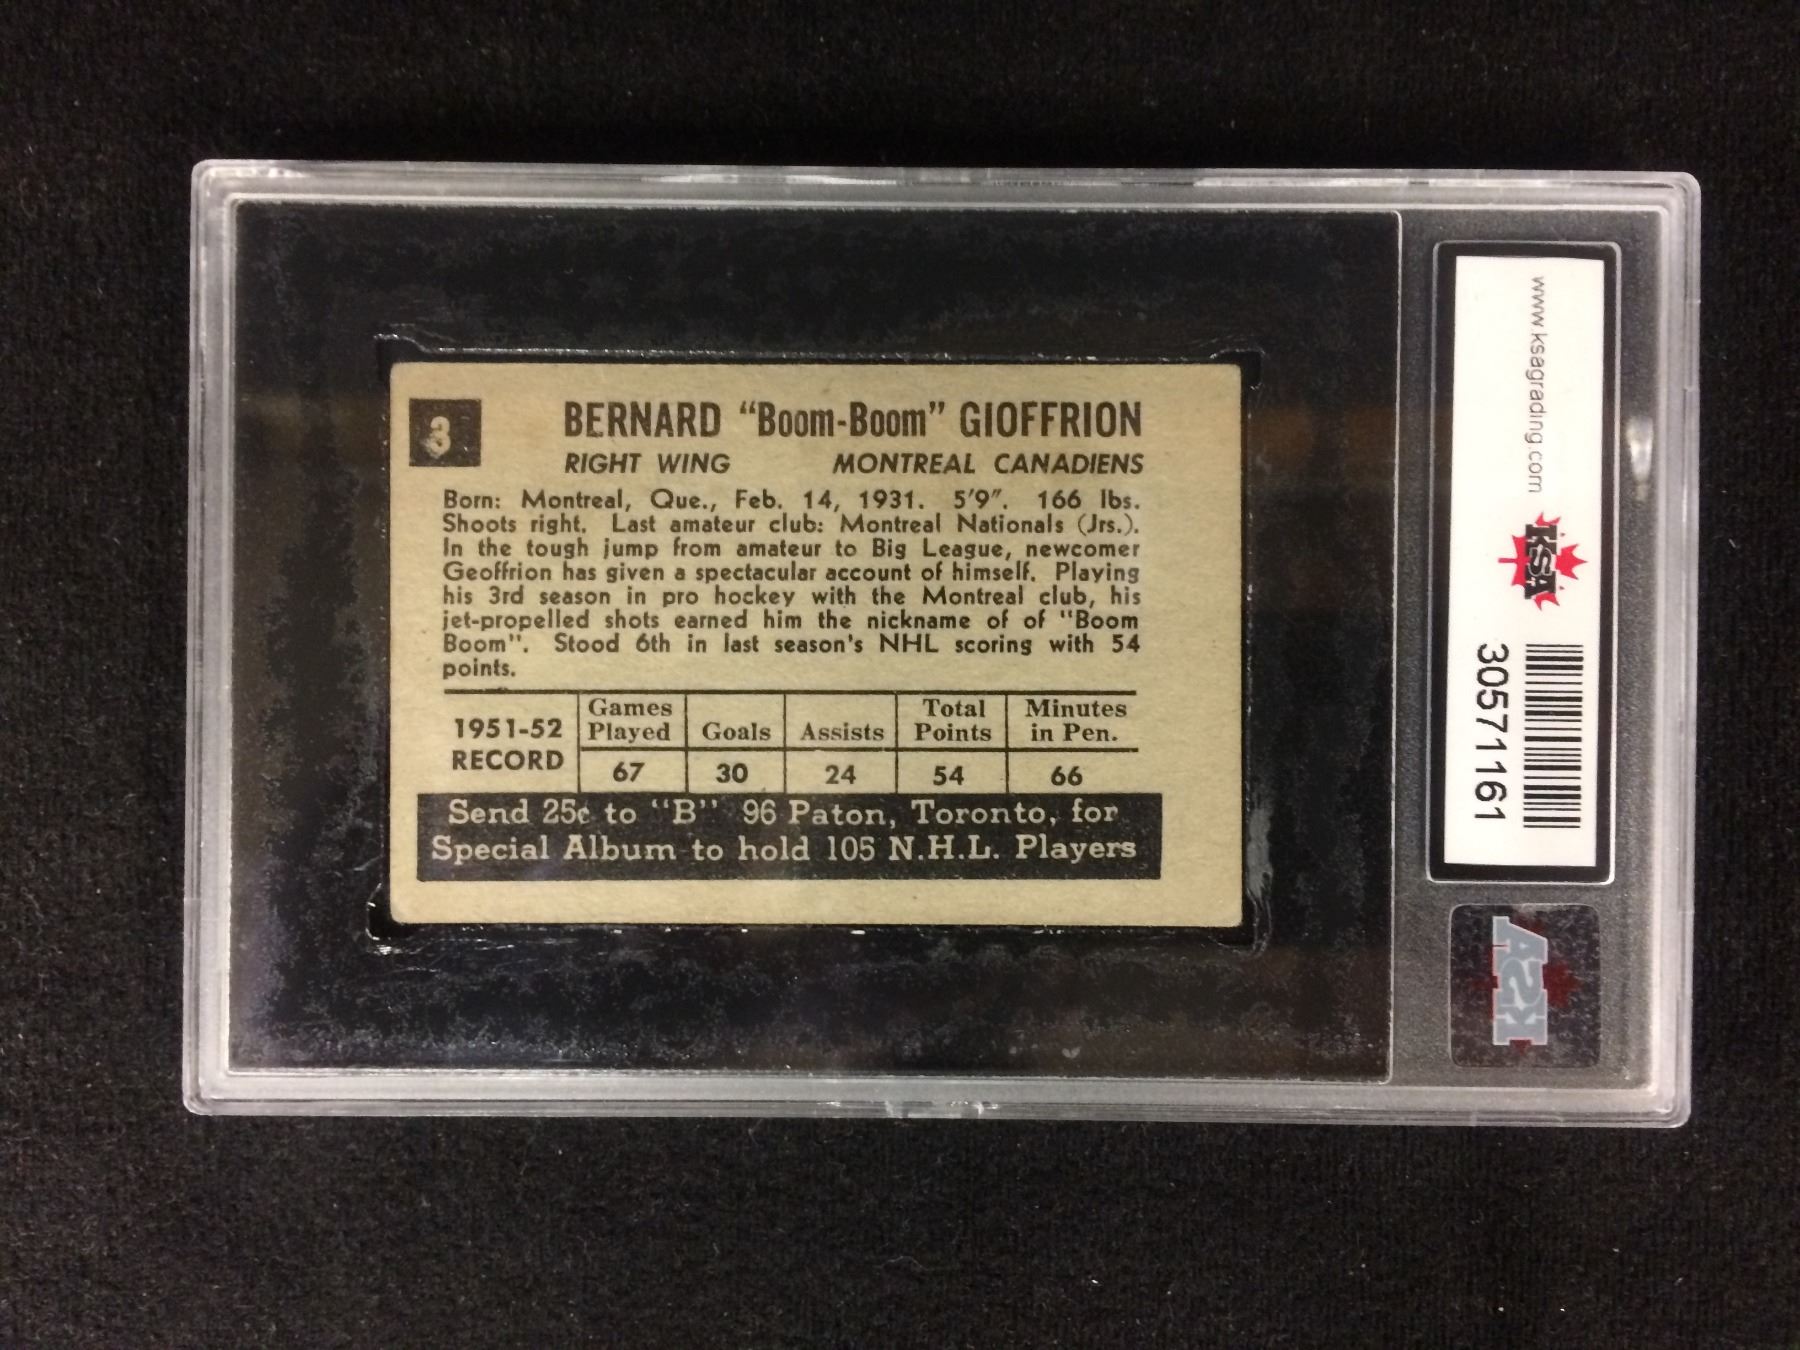 3
BERNARD "Boom-Boom" GIOFFRION
RIGHT WING MONTREAL CANADIENS
Born: Montreal, Que., Feb. 14, 1931. 5'9". 166 lbs.
Shoots right. Last amateur club: Montreal Nationals (Jrs.).
In the tough jump from amateur to Big League, newcomer
Geoffrion has given a spectacular account of himself. Playing
his 3rd season in pro hockey with the Montreal club, his
jet-propelled shots earned him the nickname of of "Boom
Boom". Stood 6th in last season's NHL scoring with 54
points.
1951-52 RECORD
Games Played Goals Assists Total Points Minutes in Pen.
67 30 24 54 66
Send 25¢ to "B" 96 Paton, Toronto, for
Special Album to hold 105 N.H.L. Players
www.ksagrading.com
KSA
30571161
KSA